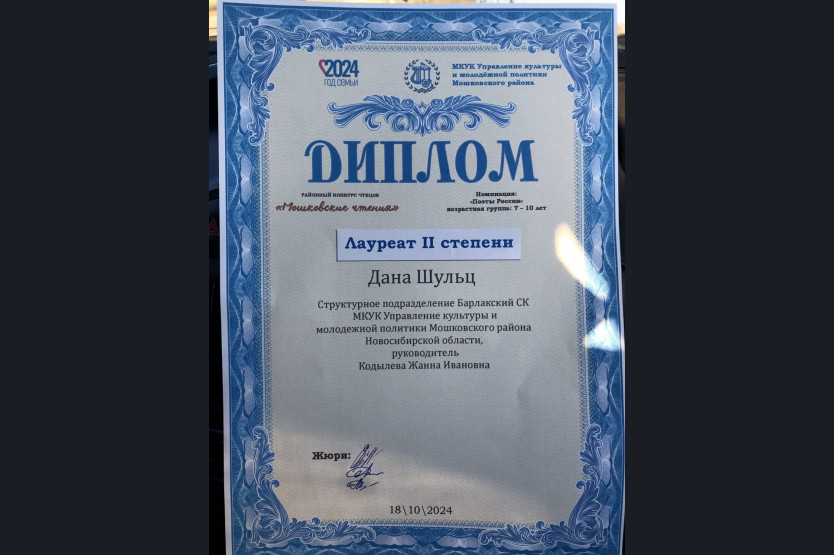 2024
ГОД СЕМЬИ
МКУК Управление культуры
и молодёжной политики
Мошковского района
ДИПЛОМ
РАЙОННЫЙ КОНКУРС ЧТЕЦОВ
«Мошковские чтения»
Номинация:
«Поэты России»
возрастная группа: 7 – 10 лет
Лауреат II степени
Дана Шульц
Структурное подразделение Барлакский СК
МКУК Управление культуры и
молодежной политики Мошковского района
Новосибирской области,
руководитель
Кодылева Жанна Ивановна
Жюри:
18\10\2024